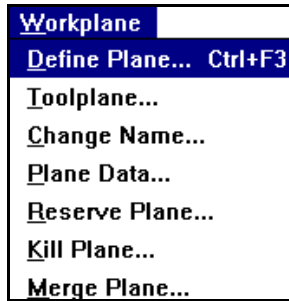 Workplane
Define Plane... Ctrl+F3
Toolplane...
Change Name...
Plane Data...
Reserve Plane...
Kill Plane...
Merge Plane...